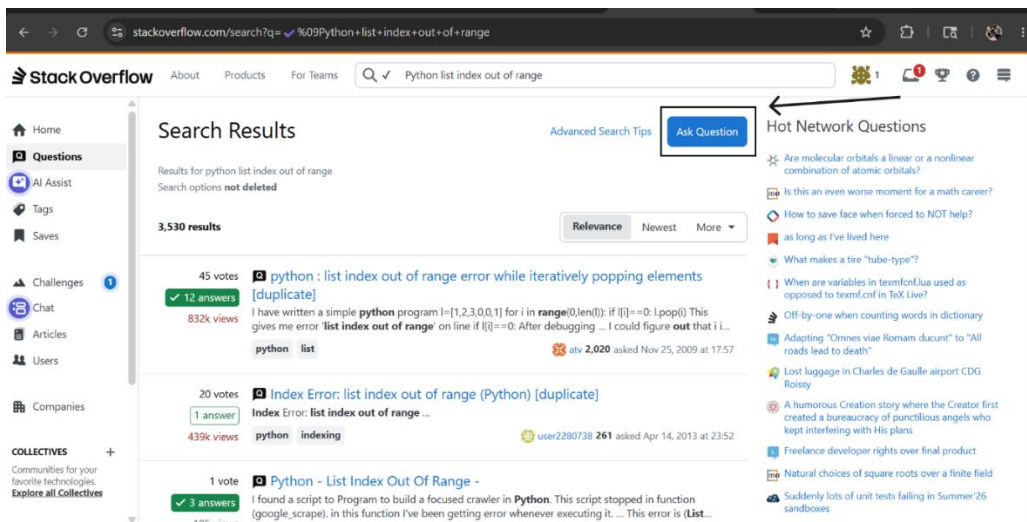 stackoverflow.com/search?q= ✔ %09Python+list+index+out+of+range
stack overflow
About
Products
For Teams
✓ Python list index out of range
1
1
Home
Questions
AI Assist
Tags
Saves
Challenges
1
Chat
Articles
Users
Companies
COLLECTIVES
+
Communities for your
favorite technologies.
Explore all Collectives
Search Results
Advanced Search Tips
Ask Question
Results for python list index out of range
Search options not deleted
3,530 results
Relevance
Newest
More
45 votes
✓ 12 answers
832k views
python : list index out of range error while iteratively popping elements
[duplicate]
I have written a simple python program l=[1,2,3,0,0,1] for i in range(0,len(l)): if l[i]==0: l.pop(i) This
gives me error 'list index out of range' on line if l[i]==0: After debugging ... I could figure out that i i...
python
list
atv 2,020 asked Nov 25, 2009 at 17:57
20 votes
1 answer
439k views
Index Error: list index out of range (Python) [duplicate]
Index Error: list index out of range ...
python
indexing
user2280738 261 asked Apr 14, 2013 at 23:52
1 vote
✓ 3 answers
Python - List Index Out Of Range -
I found a script to Program to build a focused crawler in Python. This script stopped in function
(google_scrape). in this function I've been getting error whenever executing it. ... This error is (List...
Hot Network Questions
Are molecular orbitals a linear or a nonlinear
combination of atomic orbitals?
Is this an even worse moment for a math career?
How to save face when forced to NOT help?
as long as I've lived here
What makes a tire "tube-type"?
When are variables in texmfcnf.lua used as
opposed to texmf.cnf in TeX Live?
Off-by-one when counting words in dictionary
Adapting "Omnes viae Romam ducunt" to "All
roads lead to death"
Lost luggage in Charles de Gaulle airport CDG
Roissy
A humorous Creation story where the Creator first
created a bureaucracy of punctilious angels who
kept interfering with His plans
Freelance developer rights over final product
Natural choices of square roots over a finite field
Suddenly lots of unit tests failing in Summer'26
sandboxes